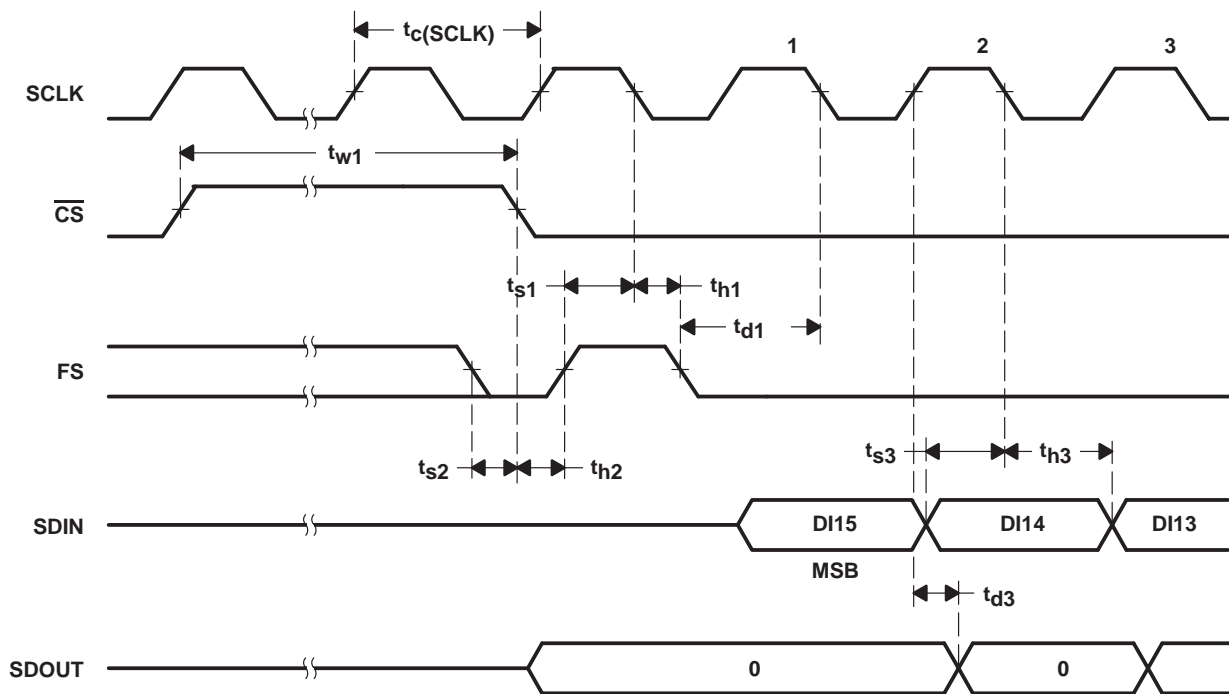 tc(SCLK)
1 2 3
SCLK
tw1
CS
ts1 th1
td1
FS
ts3 th3
ts2 th2
SDIN DI15 DI14 DI13
MSB
td3
SDOUT 0 0